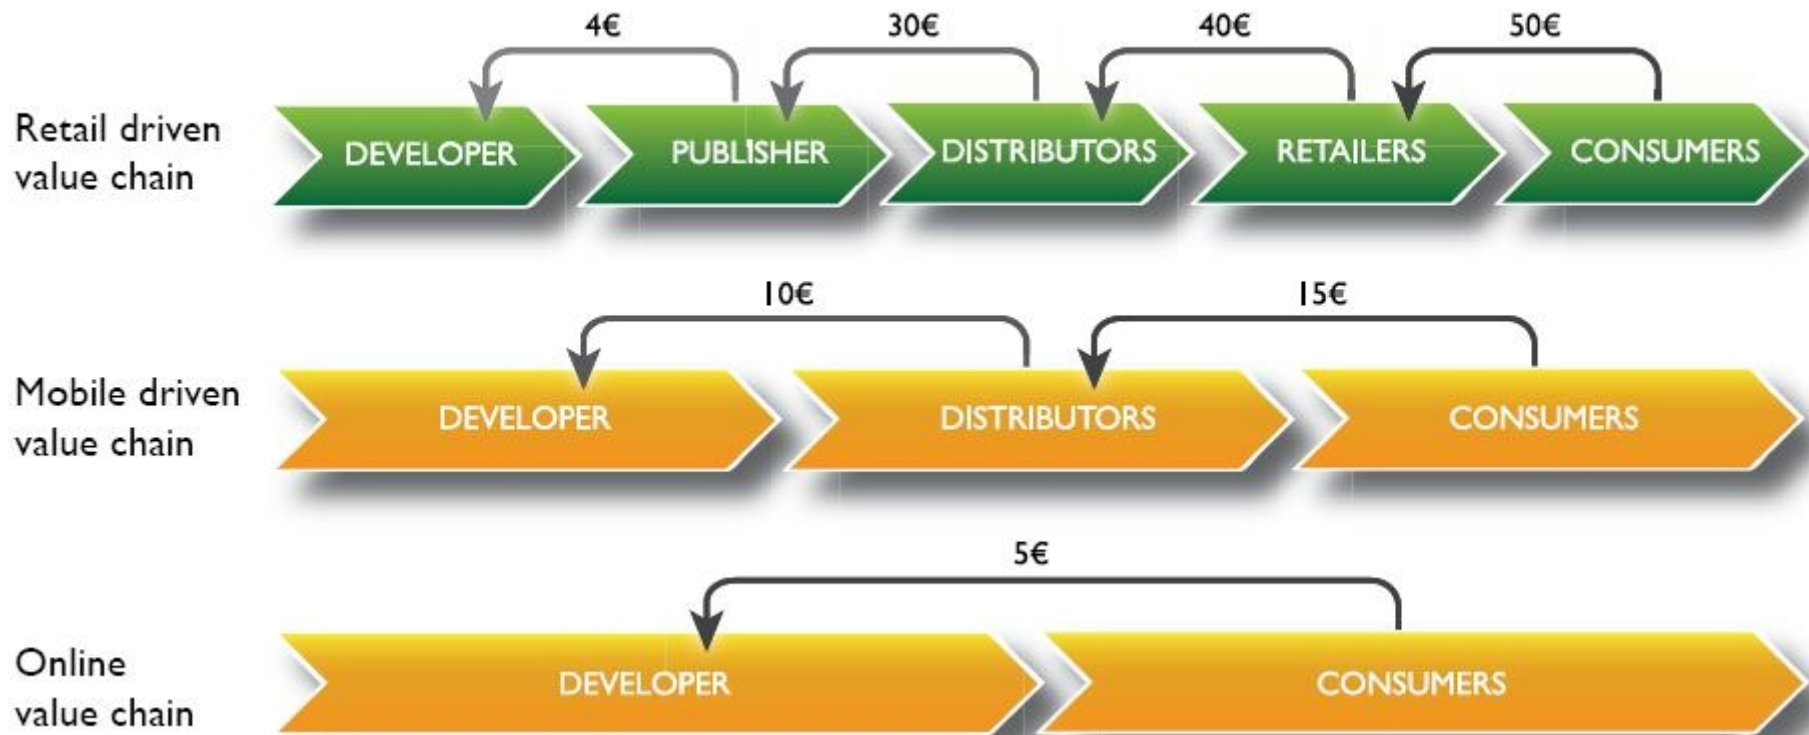 4€ 30€ 40€ 50€
Retail driven
value chain
DEVELOPER PUBLISHER DISTRIBUTORS RETAILERS CONSUMERS
10€ 15€
Mobile driven
value chain
DEVELOPER DISTRIBUTORS CONSUMERS
5€
Online
value chain
DEVELOPER CONSUMERS